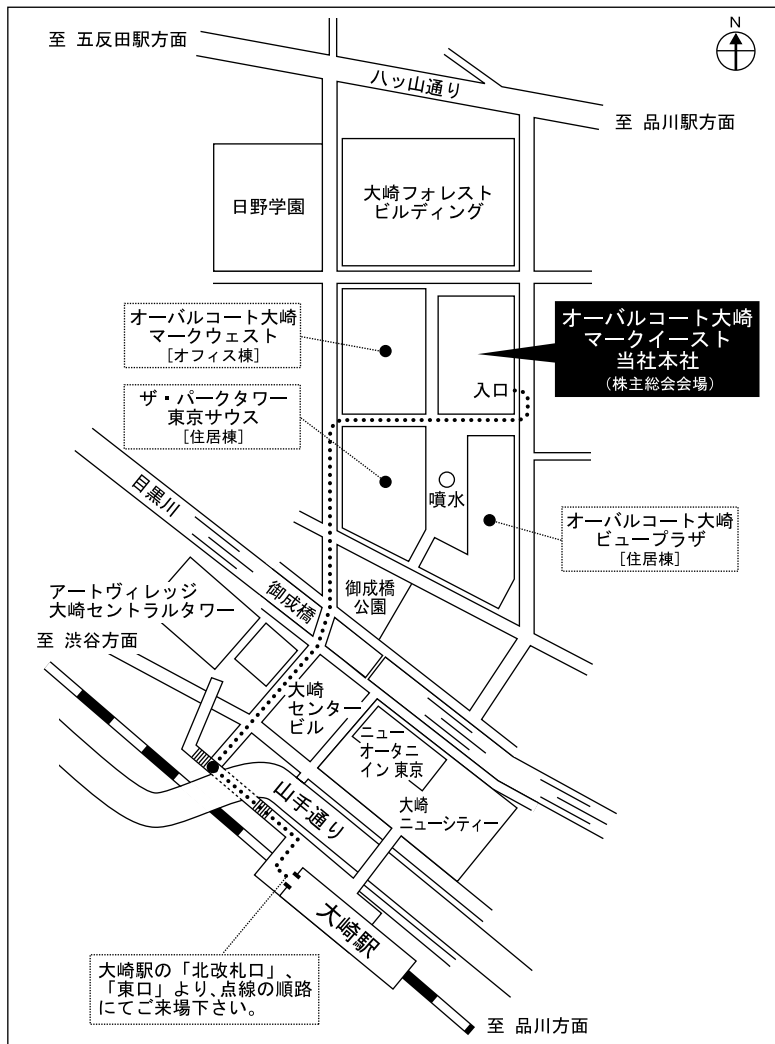 N
至 五反田駅方面
八ッ山通り
至 品川駅方面
日野学園
大崎フォレスト
ビルディング
オーバルコート大崎
マークウェスト
[オフィス棟]
オーバルコート大崎
マークイースト
当社本社
(株主総会会場)
入口
ザ・パークタワー
東京サウス
[住居棟]
目黒川
噴水
オーバルコート大崎
ビュープラザ
[住居棟]
アートヴィレッジ
大崎セントラルタワー
御成橋
御成橋
公園
至 渋谷方面
大崎
センター
ビル
ニュー
オータニ
イン 東京
山手通り
大崎
ニューシティー
大崎駅
大崎駅の「北改札口」、
「東口」より、点線の順路
にてご来場下さい。
至 品川方面